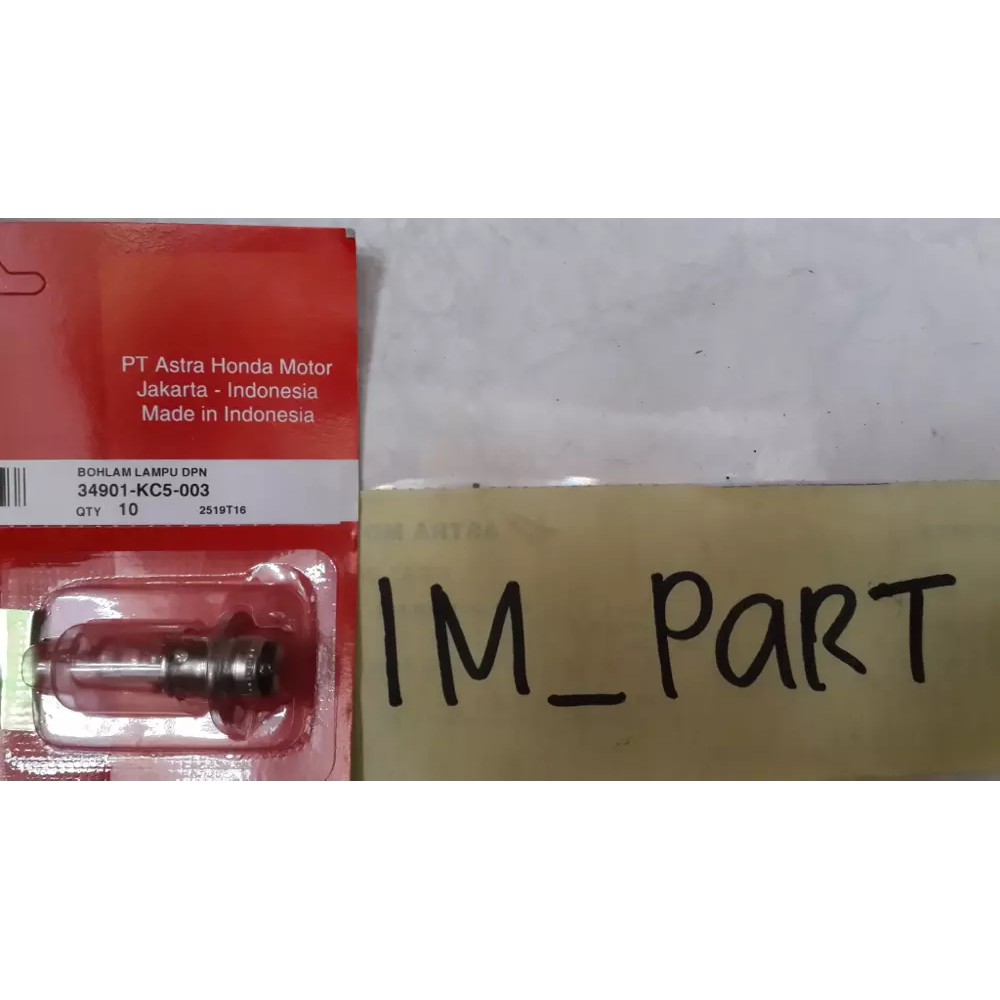 PT Astra Honda Motor
Jakarta - Indonesia
Made in Indonesia
BOHLAM LAMPU DPN
34901-KC5-003
QTY 10 2519T16
IM_PART